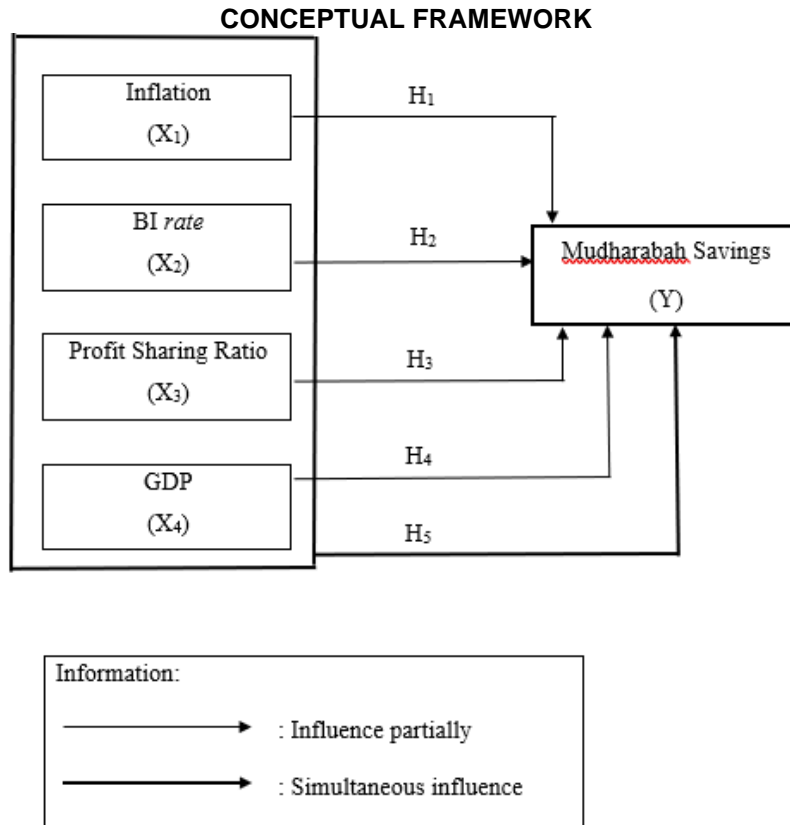 CONCEPTUAL FRAMEWORK
Inflation
(X₁)
H₁
BI rate
(X₂)
H₂
Mudharabah Savings
(Y)
Profit Sharing Ratio
(X₃)
H₃
GDP
(X₄)
H₄
H₅
Information:
: Influence partially
: Simultaneous influence